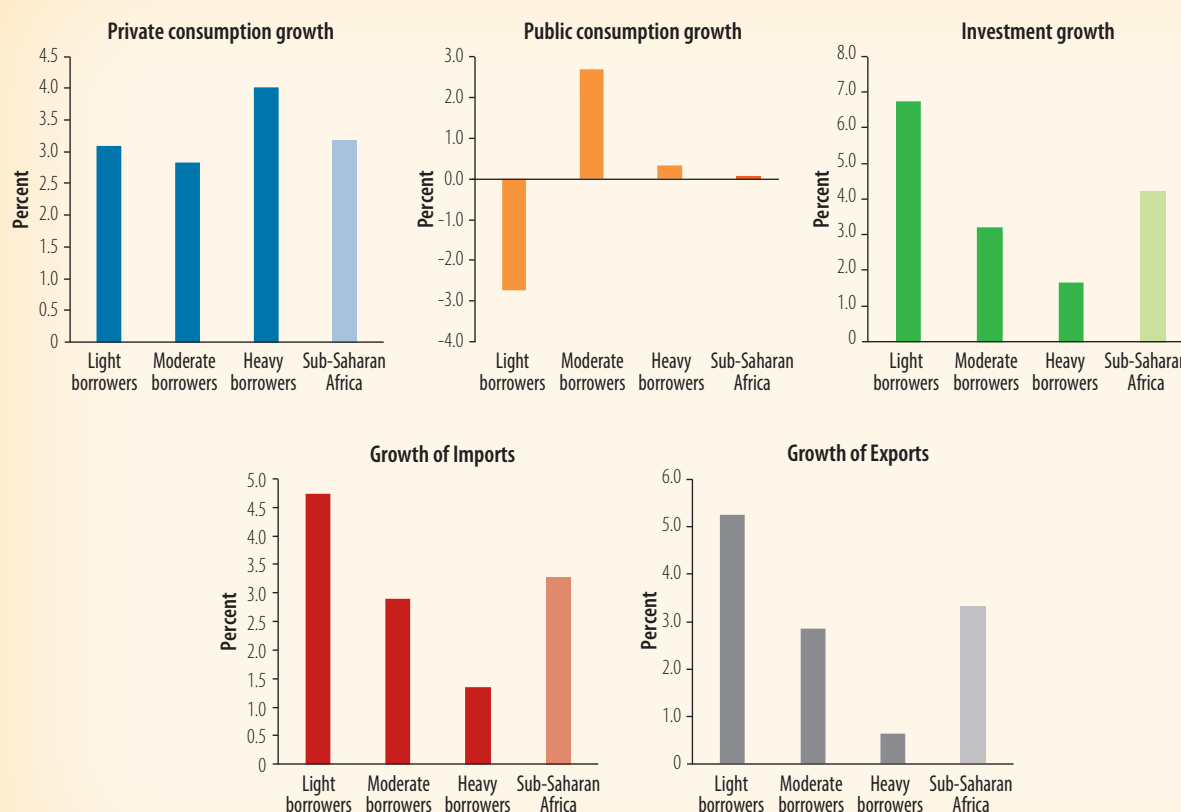 Private consumption growth
Percent
4.5
4.0
3.5
3.0
2.5
2.0
1.5
1.0
0.5
0
Light borrowers
Moderate borrowers
Heavy borrowers
Sub-Saharan Africa
Public consumption growth
Percent
3.0
2.0
1.0
0.0
–1.0
–2.0
–3.0
–4.0
Light borrowers
Moderate borrowers
Heavy borrowers
Sub-Saharan Africa
Investment growth
Percent
8.0
7.0
6.0
5.0
4.0
3.0
2.0
1.0
0
Light borrowers
Moderate borrowers
Heavy borrowers
Sub-Saharan Africa
Growth of Imports
Percent
5.0
4.5
4.0
3.5
3.0
2.5
2.0
1.5
1.0
0.5
0
Light borrowers
Moderate borrowers
Heavy borrowers
Sub-Saharan Africa
Growth of Exports
Percent
6.0
5.0
4.0
3.0
2.0
1.0
0
Light borrowers
Moderate borrowers
Heavy borrowers
Sub-Saharan Africa